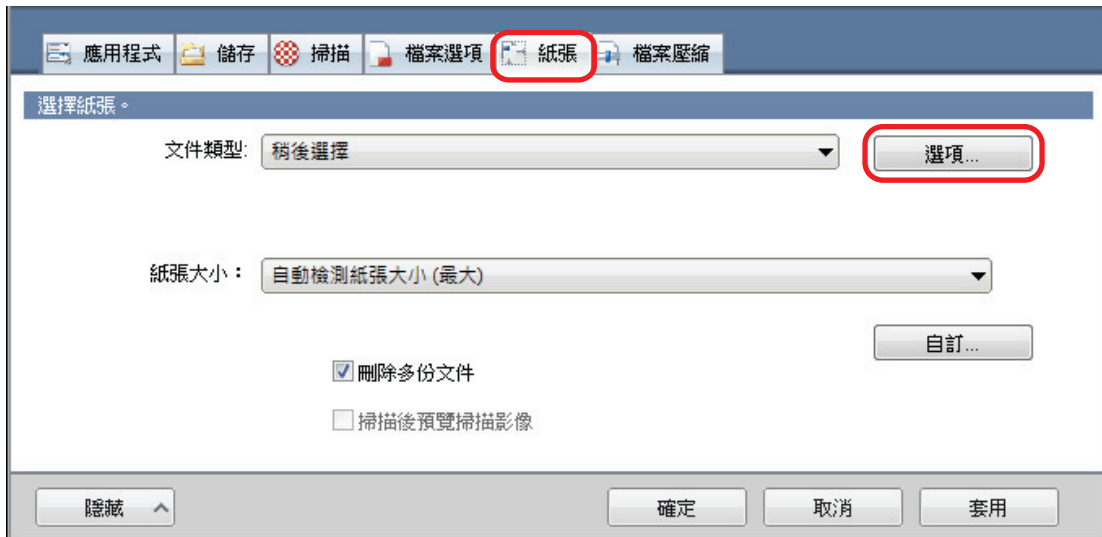 應用程式 儲存 掃描 檔案選項 紙張 檔案壓縮
選擇紙張。
文件類型: 稍後選擇 選項...
紙張大小： 自動檢測紙張大小 (最大)
自訂...
刪除多份文件
掃描後預覽掃描影像
隱藏 確定 取消 套用